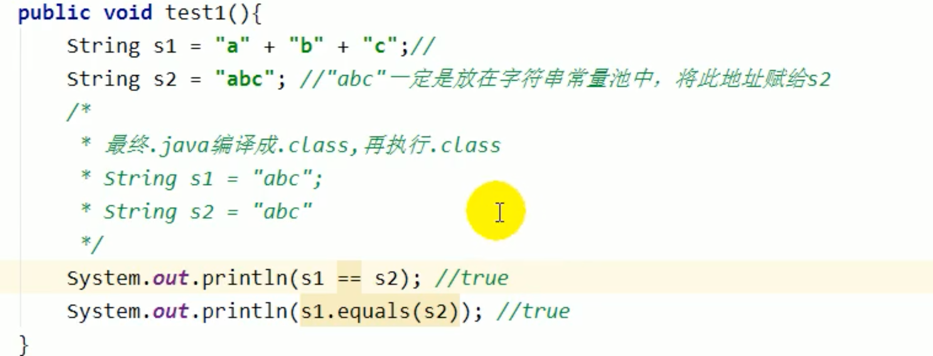 public void test1(){
String s1 = "a" + "b" + "c";//
String s2 = "abc"; //"abc"一定是放在字符串常量池中，将此地址赋给s2
/*
* 最终.java编译成.class,再执行.class
* String s1 = "abc";
* String s2 = "abc"
*/
System.out.println(s1 == s2); //true
System.out.println(s1.equals(s2)); //true
}